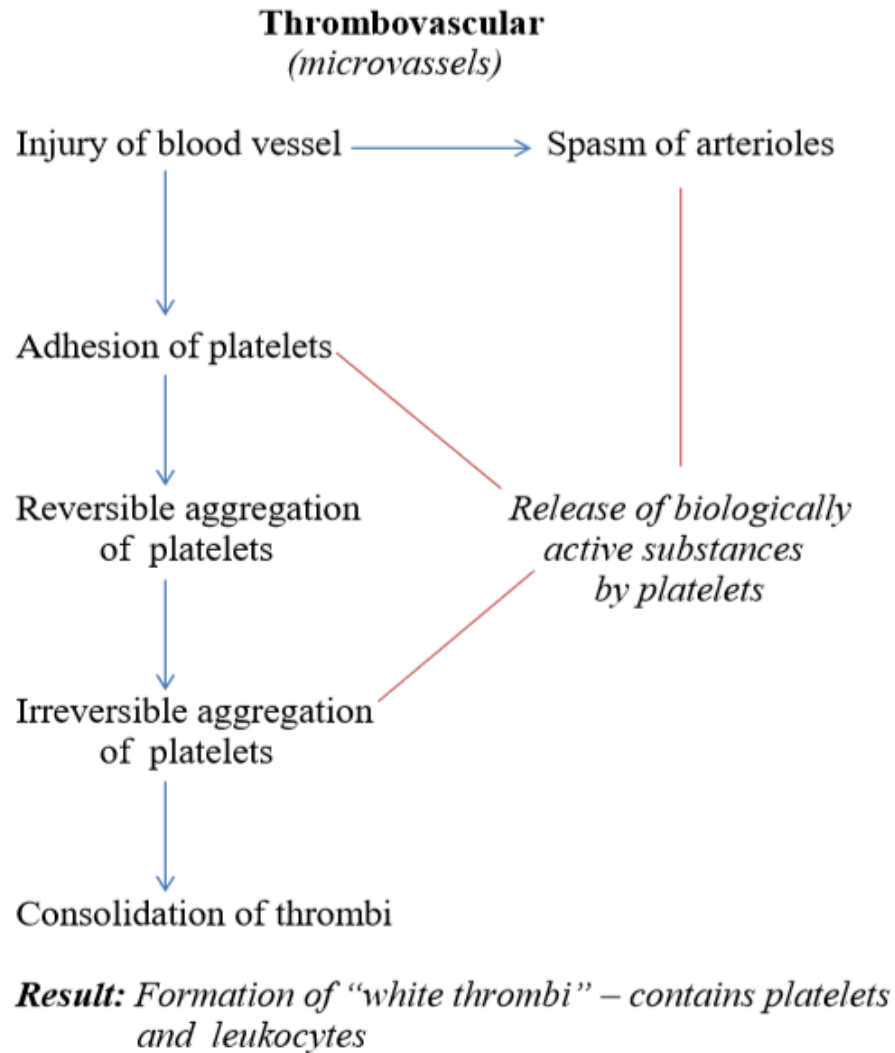 Thrombovascular
(microvassels)
Injury of blood vessel
Spasm of arterioles
Adhesion of platelets
Reversible aggregation
of platelets
Release of biologically
active substances
by platelets
Irreversible aggregation
of platelets
Consolidation of thrombi
Result: Formation of “white thrombi” – contains platelets
and leukocytes